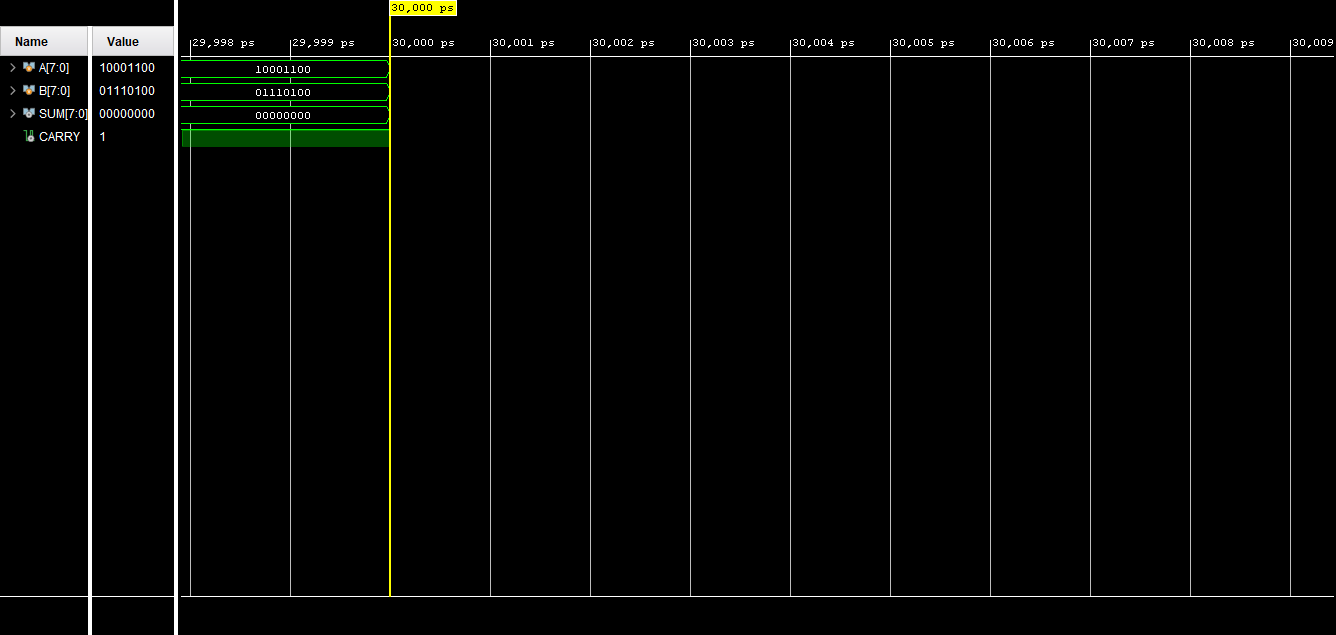 30,000 ps
Name Value
29,998 ps 29,999 ps 30,000 ps 30,001 ps 30,002 ps 30,003 ps 30,004 ps 30,005 ps 30,006 ps 30,007 ps 30,008 ps 30,009
A[7:0] 10001100 10001100
B[7:0] 01110100 01110100
SUM[7:0] 00000000 00000000
CARRY 1